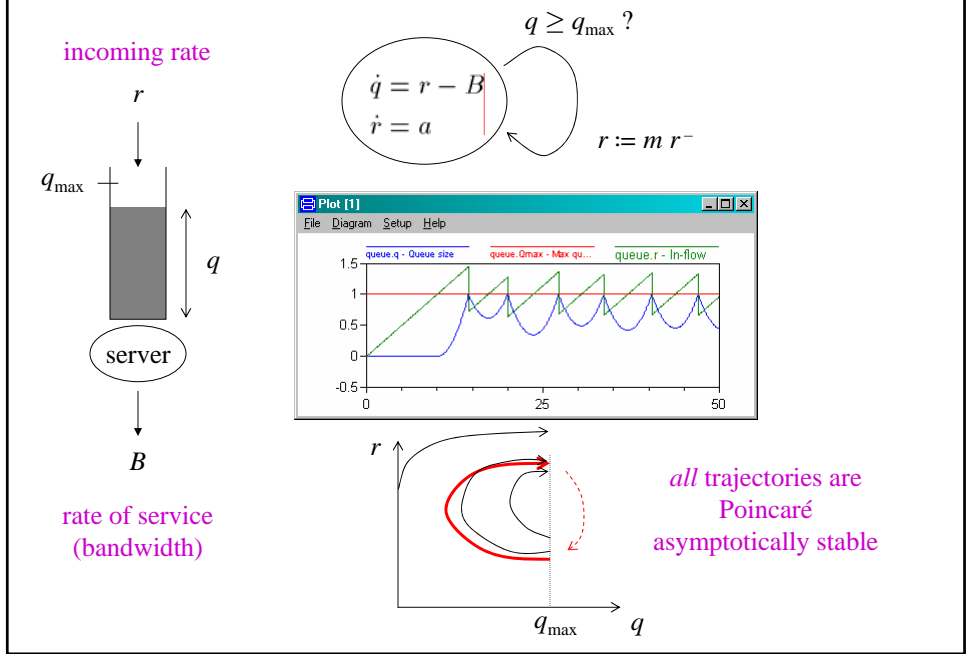 incoming rate
r
q_max
q
server
B
rate of service
(bandwidth)
q ≥ q_max ?
q̇ = r − B
ṙ = a
r := m r⁻
Plot [1]
File Diagram Setup Help
queue.q - Queue size
queue.Qmax - Max qu...
queue.r - In-flow
1.5
1
0.5
0
-0.5
0
25
50
r
q_max
q
all trajectories are
Poincaré
asymptotically stable